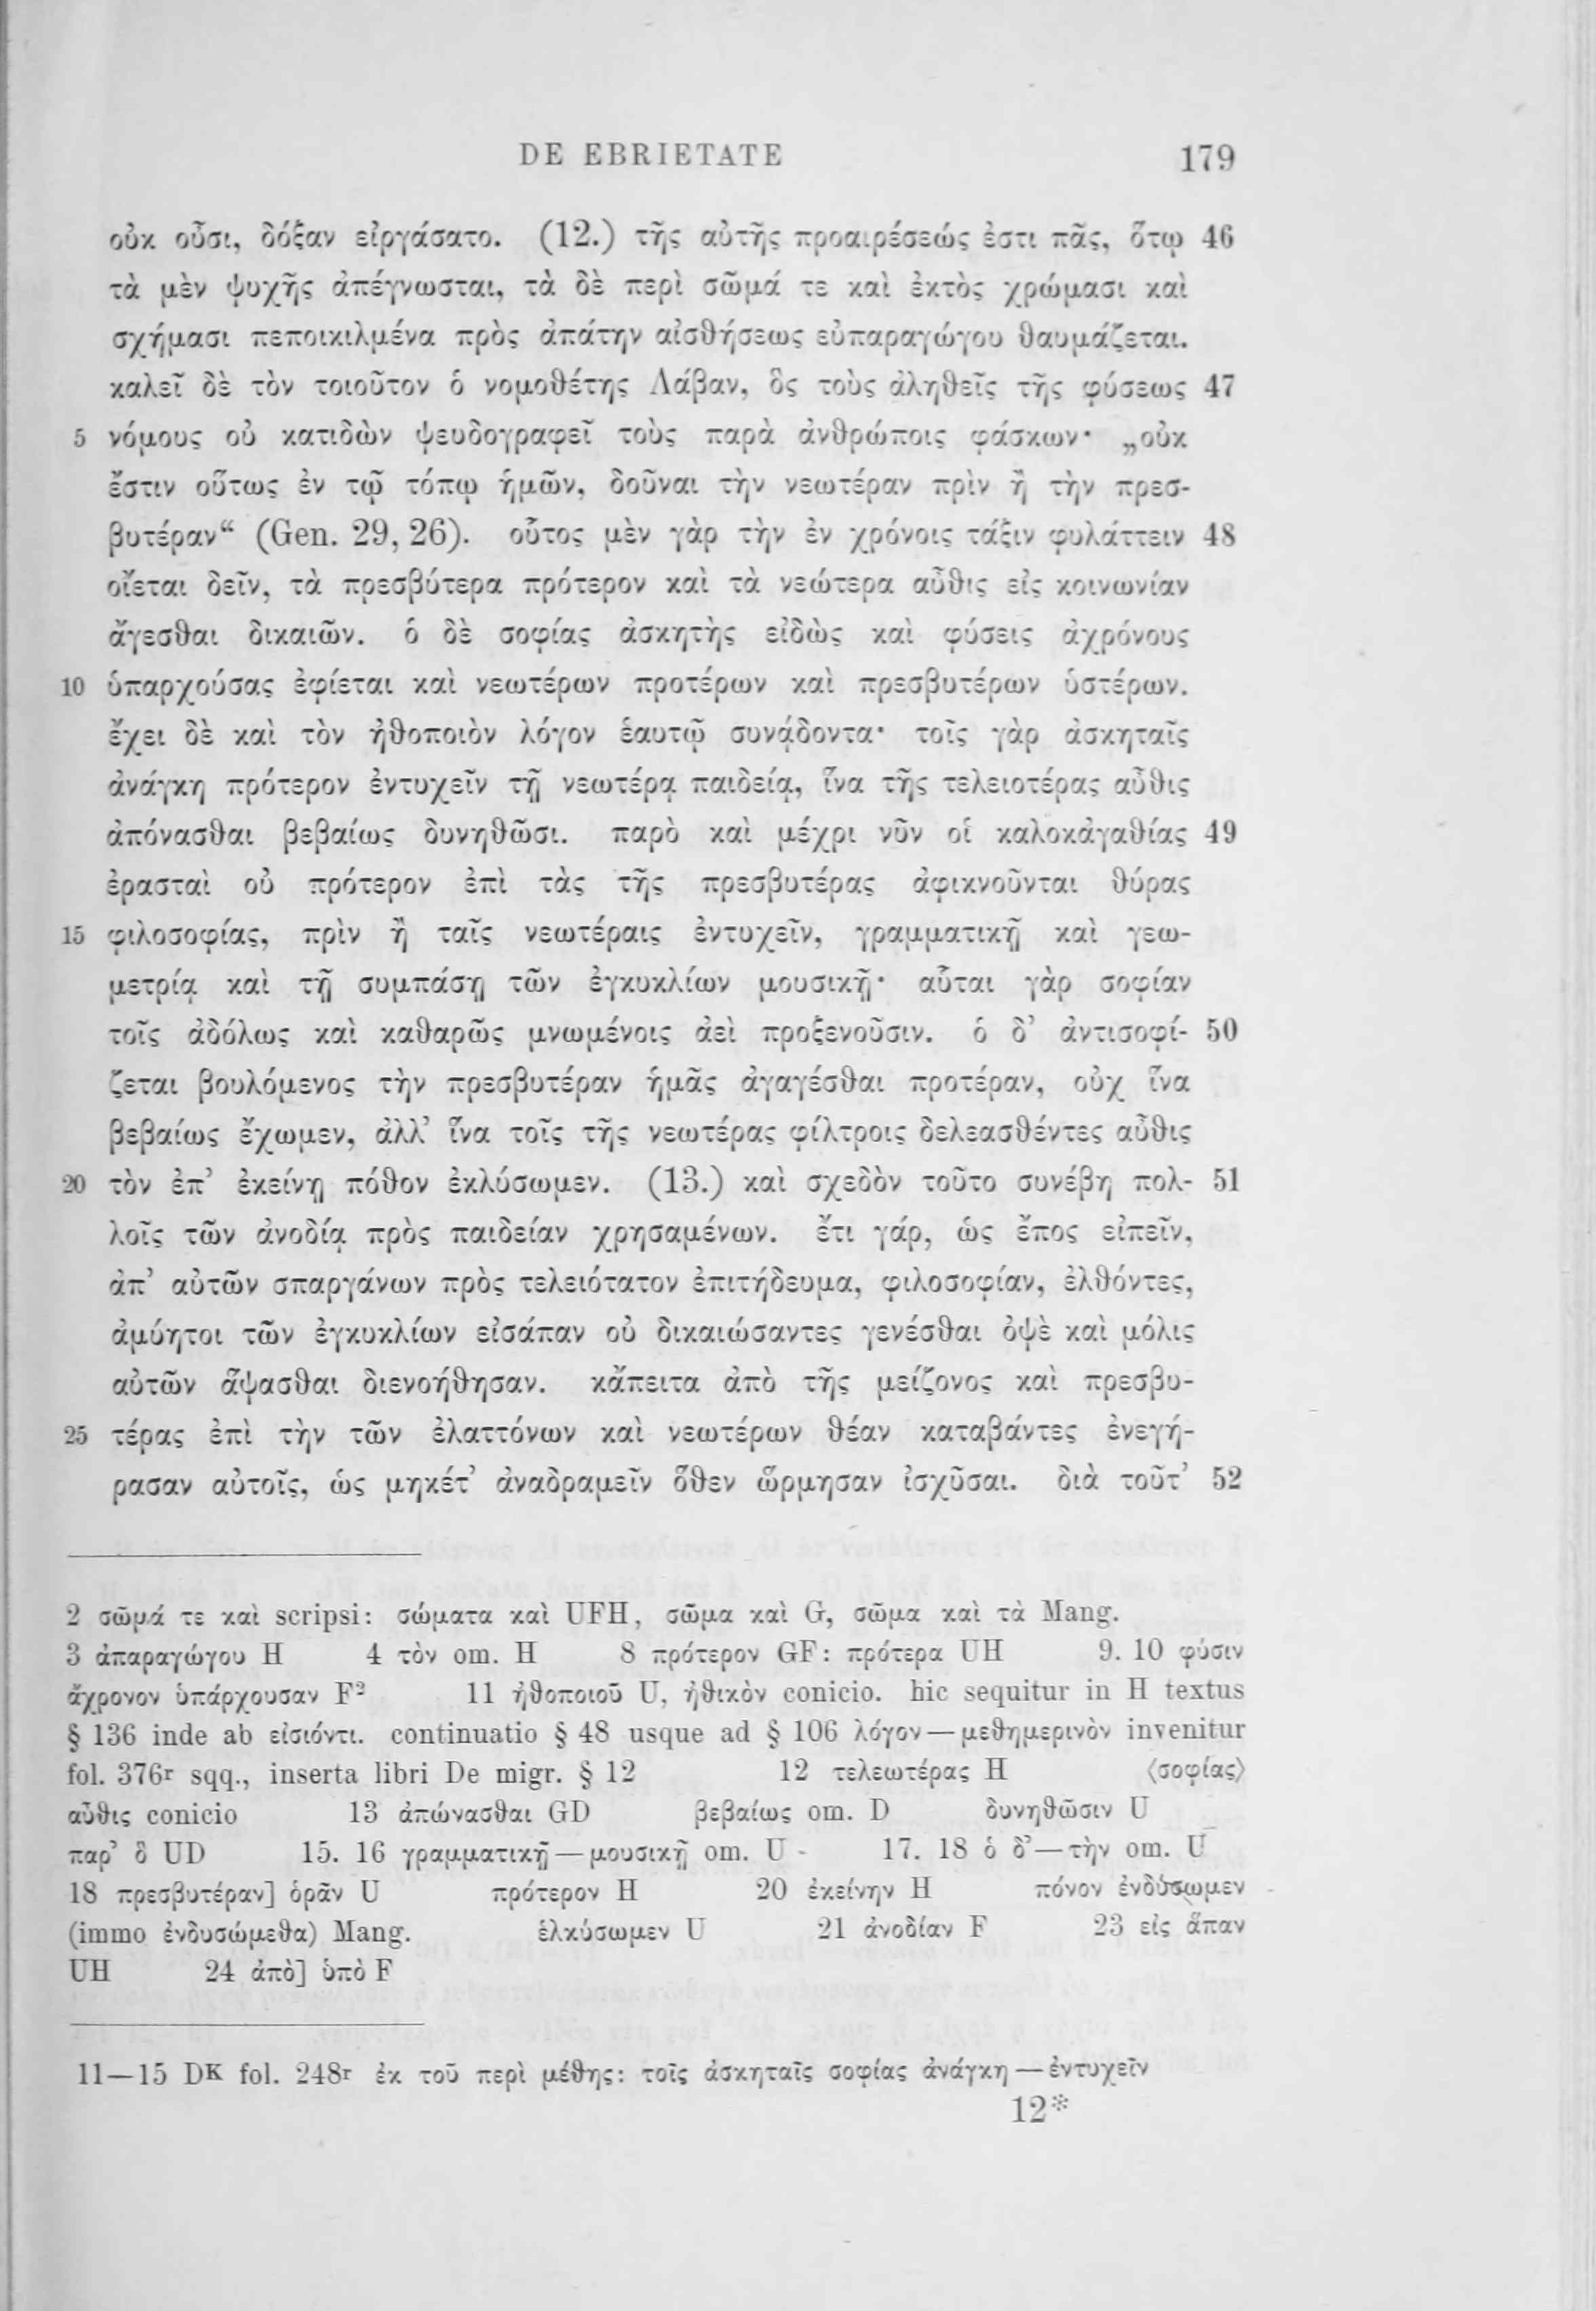 DE EBRIETATE 179
οὐκ οὖσι, δόξαν εἰργάσατο. (12.) τῆς αὐτῆς προαιρέσεώς ἐστι πᾶς, ὅτῳ 46
τὰ μὲν ψυχῆς ἀπέγνωσται, τὰ δὲ περὶ σῶμά τε καὶ ἐκτὸς χρώμασι καὶ
σχήμασι πεποικιλμένα πρὸς ἀπάτην αἰσθήσεως εὐπαραγώγου θαυμάζεται.
καλεῖ δὲ τὸν τοιοῦτον ὁ νομοθέτης Λάβαν, ὃς τοὺς ἀληθεῖς τῆς φύσεως 47
5 νόμους οὐ κατιδὼν ψευδογραφεῖ τοὺς παρὰ ἀνθρώποις φάσκων· „οὐκ
ἔστιν οὕτως ἐν τῷ τόπῳ ἡμῶν, δοῦναι τὴν νεωτέραν πρὶν ἢ τὴν πρεσ-
βυτέραν“ (Gen. 29, 26). οὗτος μὲν γὰρ τὴν ἐν χρόνοις τάξιν φυλάττειν 48
οἴεται δεῖν, τὰ πρεσβύτερα πρότερον καὶ τὰ νεώτερα αὖθις εἰς κοινωνίαν
ἄγεσθαι δικαιῶν. ὁ δὲ σοφίας ἀσκητὴς εἰδὼς καὶ φύσεις ἀχρόνους
10 ὑπαρχούσας ἐφίεται καὶ νεωτέρων προτέρων καὶ πρεσβυτέρων ὑστέρων.
ἔχει δὲ καὶ τὸν ἠθοποιὸν λόγον ἑαυτῷ συνᾴδοντα· τοῖς γὰρ ἀσκηταῖς
ἀνάγκη πρότερον ἐντυχεῖν τῇ νεωτέρᾳ παιδείᾳ, ἵνα τῆς τελειοτέρας αὖθις
ἀπόνασθαι βεβαίως δυνηθῶσι. παρὸ καὶ μέχρι νῦν οἱ καλοκἀγαθίας 49
ἐρασταὶ οὐ πρότερον ἐπὶ τὰς τῆς πρεσβυτέρας ἀφικνοῦνται θύρας
15 φιλοσοφίας, πρὶν ἢ ταῖς νεωτέραις ἐντυχεῖν, γραμματικῇ καὶ γεω-
μετρίᾳ καὶ τῇ συμπάσῃ τῶν ἐγκυκλίων μουσικῇ· αὗται γὰρ σοφίαν
τοῖς ἀδόλως καὶ καθαρῶς μνωμένοις ἀεὶ προξενοῦσιν. ὁ δ’ ἀντισοφί- 50
ζεται βουλόμενος τὴν πρεσβυτέραν ἡμᾶς ἀγαγέσθαι προτέραν, οὐχ ἵνα
βεβαίως ἔχωμεν, ἀλλ’ ἵνα τοῖς τῆς νεωτέρας φίλτροις δελεασθέντες αὖθις
20 τὸν ἐπ’ ἐκείνῃ πόθον ἐκλύσωμεν. (13.) καὶ σχεδὸν τοῦτο συνέβη πολ- 51
λοῖς τῶν ἀνοδίᾳ πρὸς παιδείαν χρησαμένων. ἔτι γάρ, ὡς ἔπος εἰπεῖν,
ἀπ’ αὐτῶν σπαργάνων πρὸς τελειότατον ἐπιτήδευμα, φιλοσοφίαν, ἐλθόντες,
ἀμύητοι τῶν ἐγκυκλίων εἰσάπαν οὐ δικαιώσαντες γενέσθαι ὀψὲ καὶ μόλις
αὐτῶν ἅψασθαι διενοήθησαν. κἄπειτα ἀπὸ τῆς μείζονος καὶ πρεσβυ-
25 τέρας ἐπὶ τὴν τῶν ἐλαττόνων καὶ νεωτέρων θέαν καταβάντες ἐνεγή-
ρασαν αὐτοῖς, ὡς μηκέτ’ ἀναδραμεῖν ὅθεν ὥρμησαν ἰσχῦσαι. διὰ τοῦτ’ 52
2 σῶμά τε καὶ scripsi: σώματα καὶ UFH, σῶμα καὶ G, σῶμα καὶ τὰ Mang.
3 ἀπαραγώγου H 4 τὸν om. H 8 πρότερον GF: πρότερα UH 9. 10 φύσιν
ἄχρονον ὑπάρχουσαν F² 11 ἠθοποιοῦ U, ἠθικὸν conicio. hic sequitur in H textus
§ 136 inde ab εἰσιόντι. continuatio § 48 usque ad § 106 λόγον — μεθημερινὸν invenitur
fol. 376r sqq., inserta libri De migr. § 12 12 τελεωτέρας H ⟨σοφίας⟩
αὖθις conicio 13 ἀπώνασθαι GD βεβαίως om. D δυνηθῶσιν U
παρ’ ὃ UD 15. 16 γραμματικῇ — μουσικῇ om. U 17. 18 ὁ δ’ — τὴν om. U
18 πρεσβυτέραν] ὁρᾶν U πρότερον H 20 ἐκείνην H πόνον ἐνδύσωμεν
(immo ἐνδυσώμεθα) Mang. ἑλκύσωμεν U 21 ἀνοδίαν F 23 εἰς ἅπαν
UH 24 ἀπὸ] ὑπὸ F
11—15 DK fol. 248r ἐκ τοῦ περὶ μέθης: τοῖς ἀσκηταῖς σοφίας ἀνάγκη — ἐντυχεῖν
12*